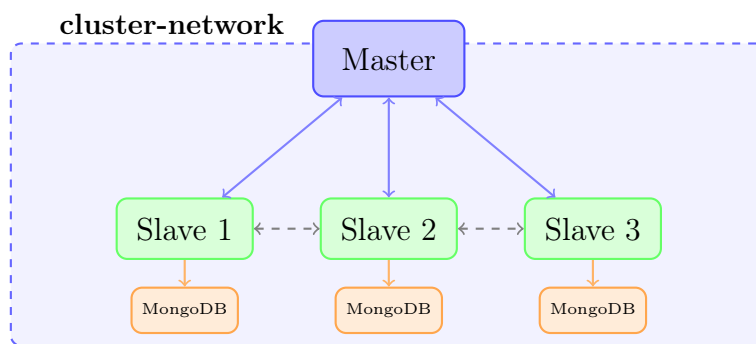 cluster-network
Master
Slave 1
Slave 2
Slave 3
MongoDB
MongoDB
MongoDB